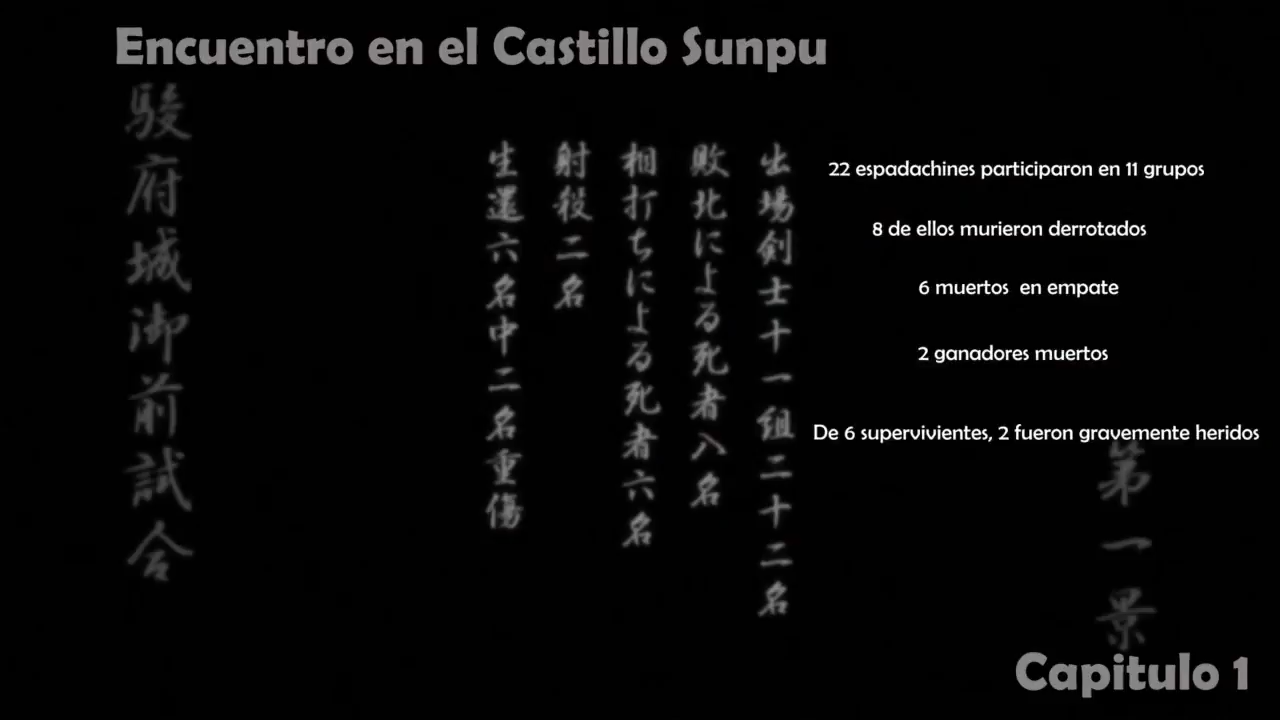 Encuentro en el Castillo Sunpu
駿府城御前試合
出場剣士十一組二十二名
敗北による死者八名
相打ちによる死者六名
射殺二名
生還六名中二名重傷
22 espadachines participaron en 11 grupos
8 de ellos murieron derrotados
6 muertos en empate
2 ganadores muertos
De 6 supervivientes, 2 fueron gravemente heridos
第一景
Capitulo 1